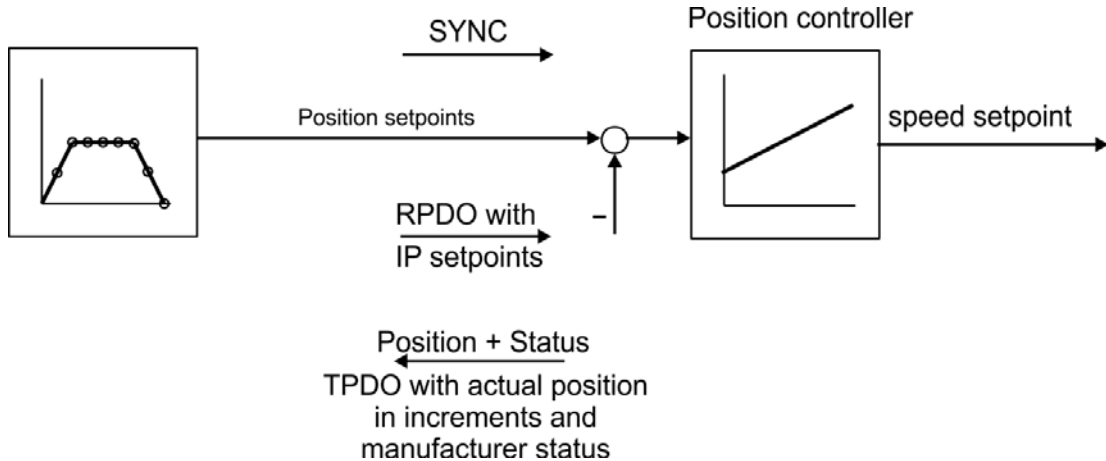 Position controller
SYNC
Position setpoints
speed setpoint
RPDO with
IP setpoints
–
Position + Status
TPDO with actual position
in increments and
manufacturer status